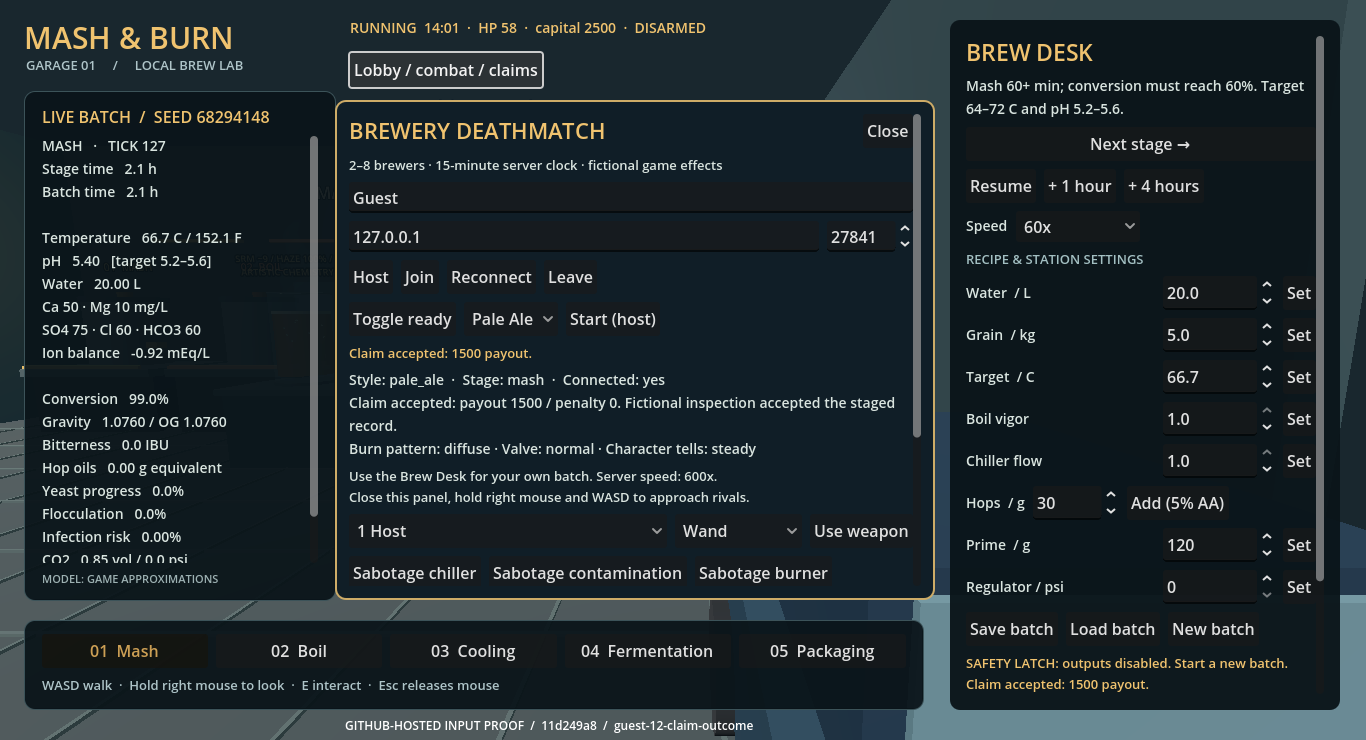 MASH & BURN
GARAGE 01 / LOCAL BREW LAB
RUNNING 14:01 · HP 58 · capital 2500 · DISARMED
Lobby / combat / claims
LIVE BATCH / SEED 68294148
MASH · TICK 127
Stage time 2.1 h
Batch time 2.1 h
Temperature 66.7 C / 152.1 F
pH 5.40 [target 5.2–5.6]
Water 20.00 L
Ca 50 · Mg 10 mg/L
SO4 75 · Cl 60 · HCO3 60
Ion balance -0.92 mEq/L
Conversion 99.0%
Gravity 1.0760 / OG 1.0760
Bitterness 0.0 IBU
Hop oils 0.00 g equivalent
Yeast progress 0.0%
Flocculation 0.0%
Infection risk 0.00%
CO2 0.85 vol / 0.0 psi
MODEL: GAME APPROXIMATIONS
BREWERY DEATHMATCH
Close
2–8 brewers · 15-minute server clock · fictional game effects
Guest
127.0.0.1 27841
Host Join Reconnect Leave
Toggle ready Pale Ale Start (host)
Claim accepted: 1500 payout.
Style: pale_ale · Stage: mash · Connected: yes
Claim accepted: payout 1500 / penalty 0. Fictional inspection accepted the staged
record.
Burn pattern: diffuse · Valve: normal · Character tells: steady
Use the Brew Desk for your own batch. Server speed: 600x.
Close this panel, hold right mouse and WASD to approach rivals.
1 Host Wand Use weapon
Sabotage chiller Sabotage contamination Sabotage burner
BREW DESK
Mash 60+ min; conversion must reach 60%. Target
64–72 C and pH 5.2–5.6.
Next stage →
Resume + 1 hour + 4 hours
Speed 60x
RECIPE & STATION SETTINGS
Water / L 20.0 Set
Grain / kg 5.0 Set
Target / C 66.7 Set
Boil vigor 1.0 Set
Chiller flow 1.0 Set
Hops / g 30 Add (5% AA)
Prime / g 120 Set
Regulator / psi 0 Set
Save batch Load batch New batch
SAFETY LATCH: outputs disabled. Start a new batch.
Claim accepted: 1500 payout.
01 Mash 02 Boil 03 Cooling 04 Fermentation 05 Packaging
WASD walk · Hold right mouse to look · E interact · Esc releases mouse
GITHUB-HOSTED INPUT PROOF / 11d249a8 / guest-12-claim-outcome